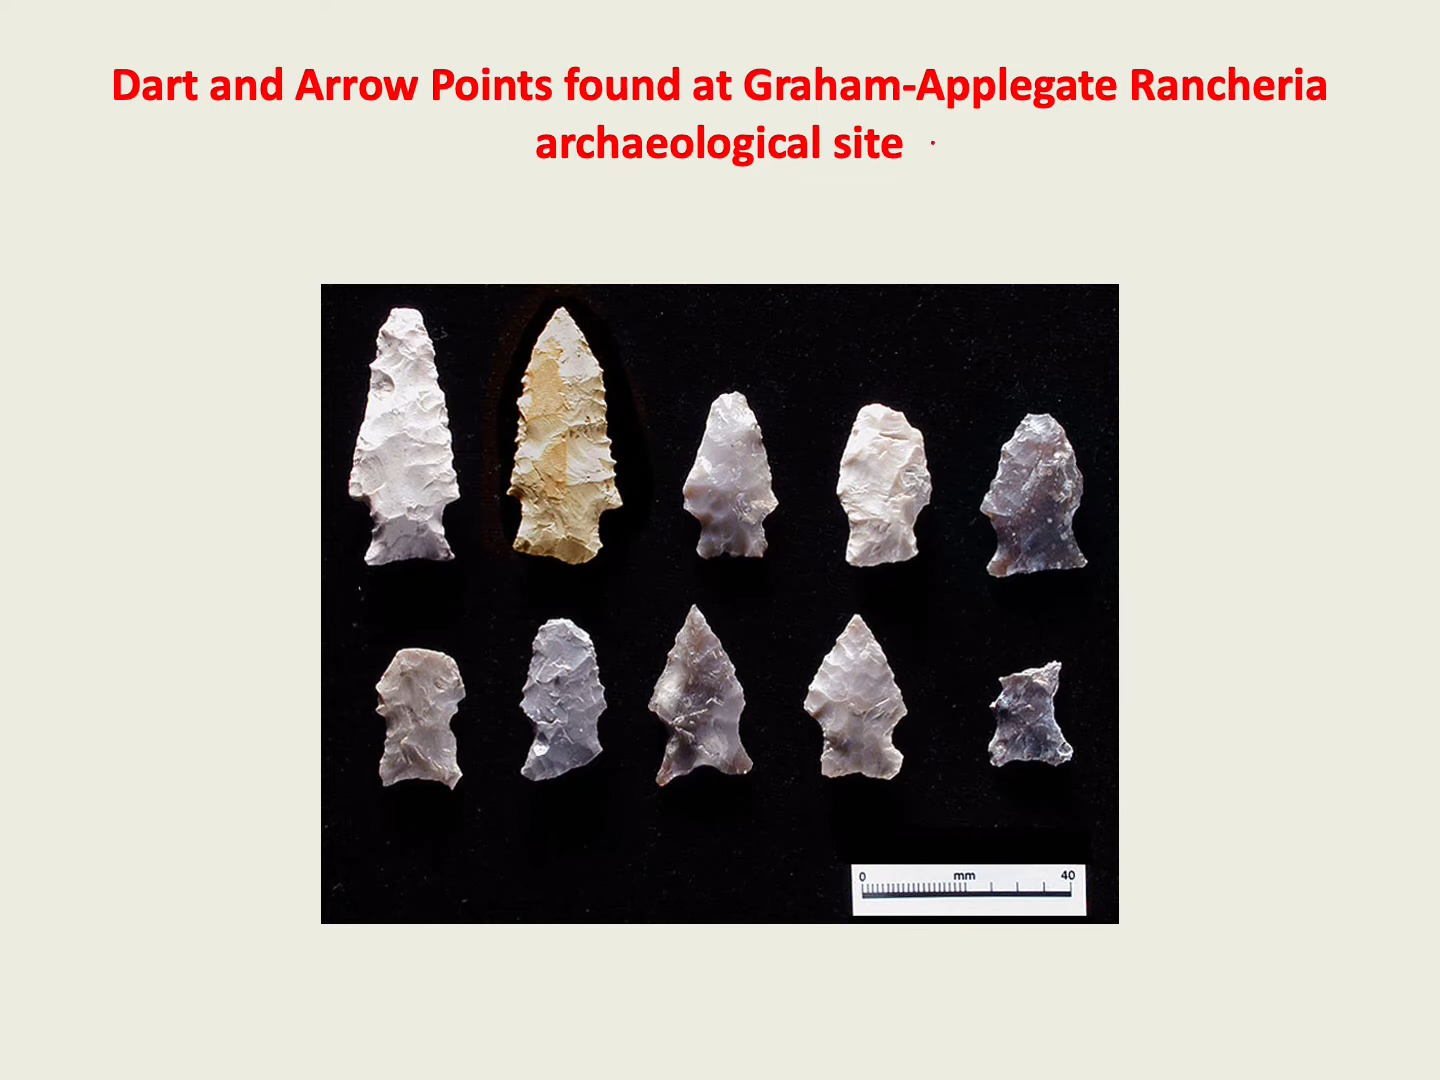 Dart and Arrow Points found at Graham-Applegate Rancheria
archaeological site
0 mm 40